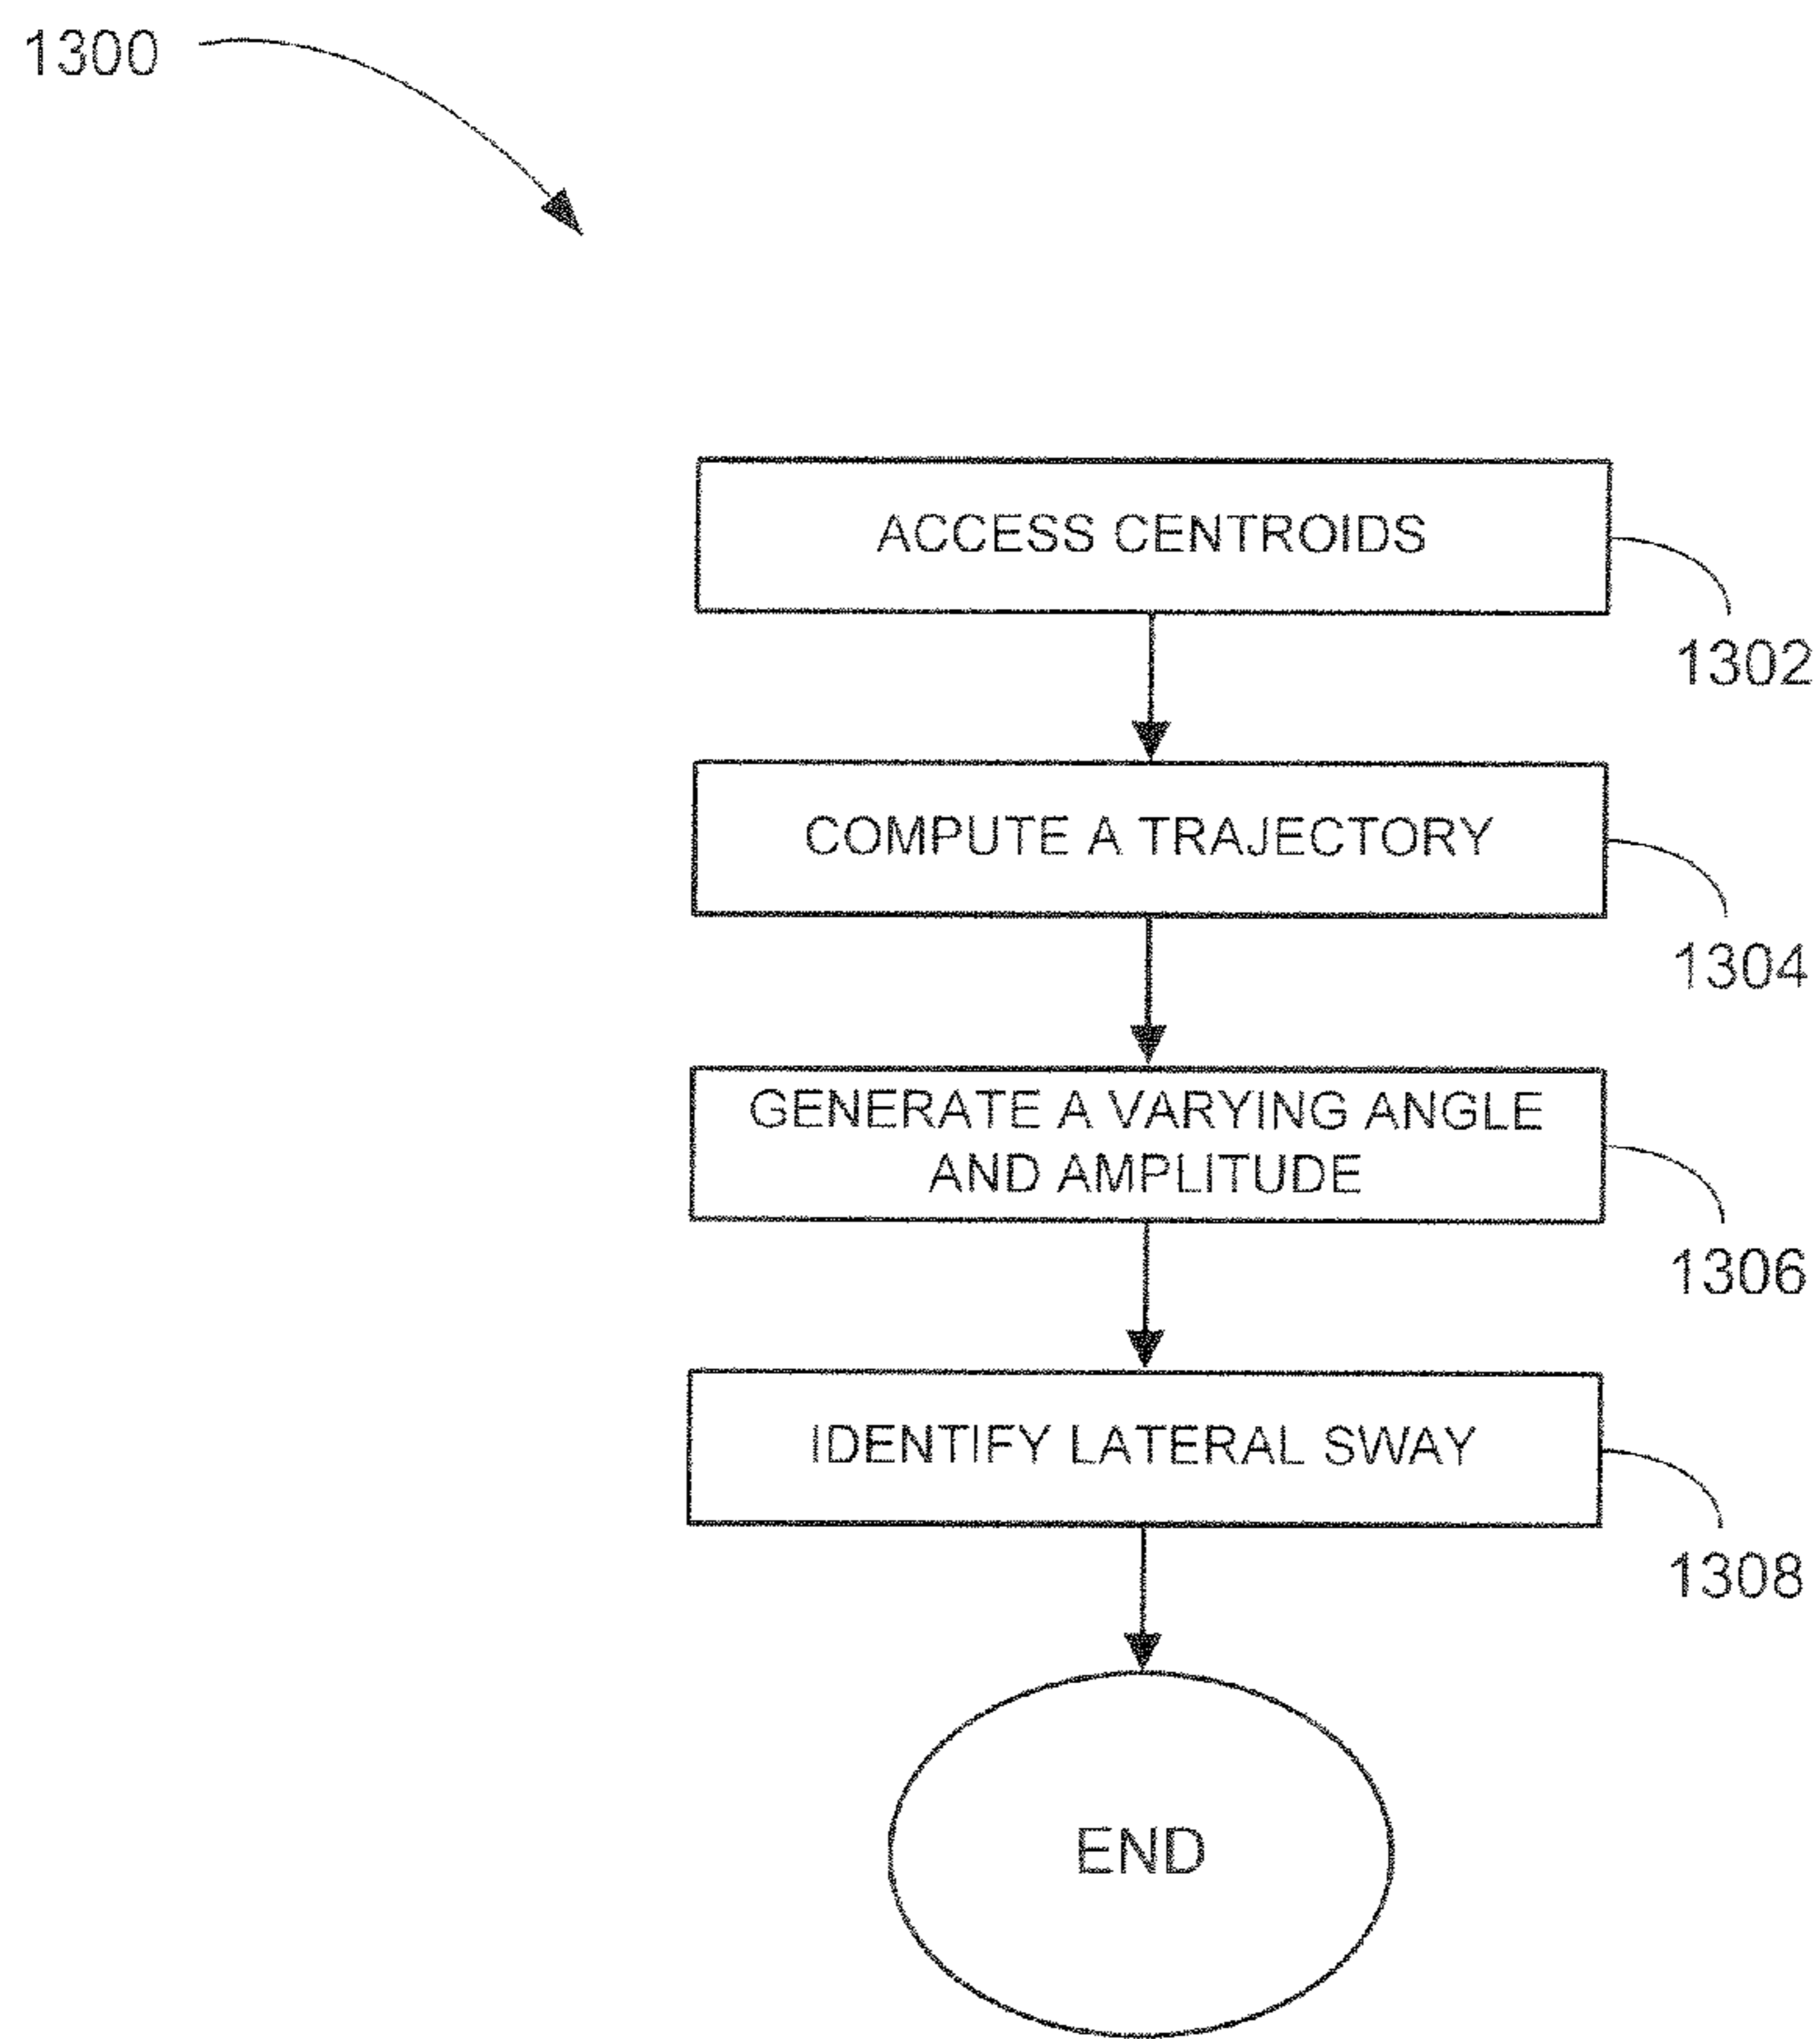 1300
ACCESS CENTROIDS
1302
COMPUTE A TRAJECTORY
1304
GENERATE A VARYING ANGLE
AND AMPLITUDE
1306
IDENTIFY LATERAL SWAY
1308
END